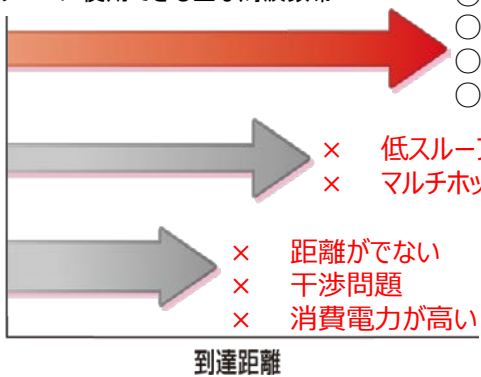 ○
○
○
○
× 低スルー
× マルチホッ
× 距離がでない
× 干渉問題
× 消費電力が高い
到達距離